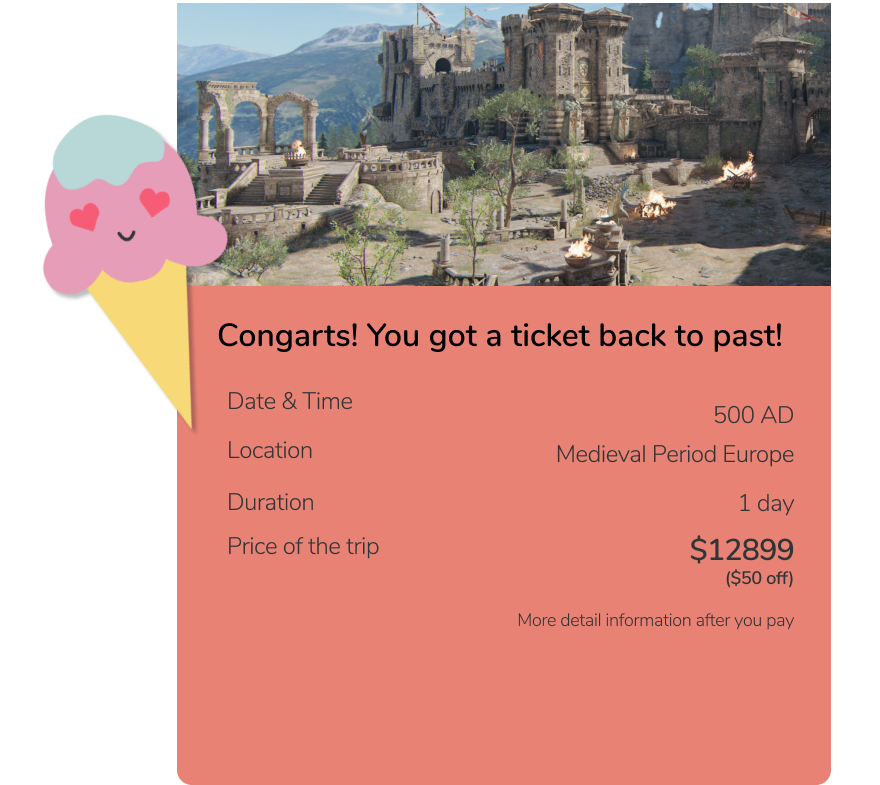 Congarts! You got a ticket back to past!
Date & Time
500 AD
Location
Medieval Period Europe
Duration
1 day
Price of the trip
$12899
($50 off)
More detail information after you pay